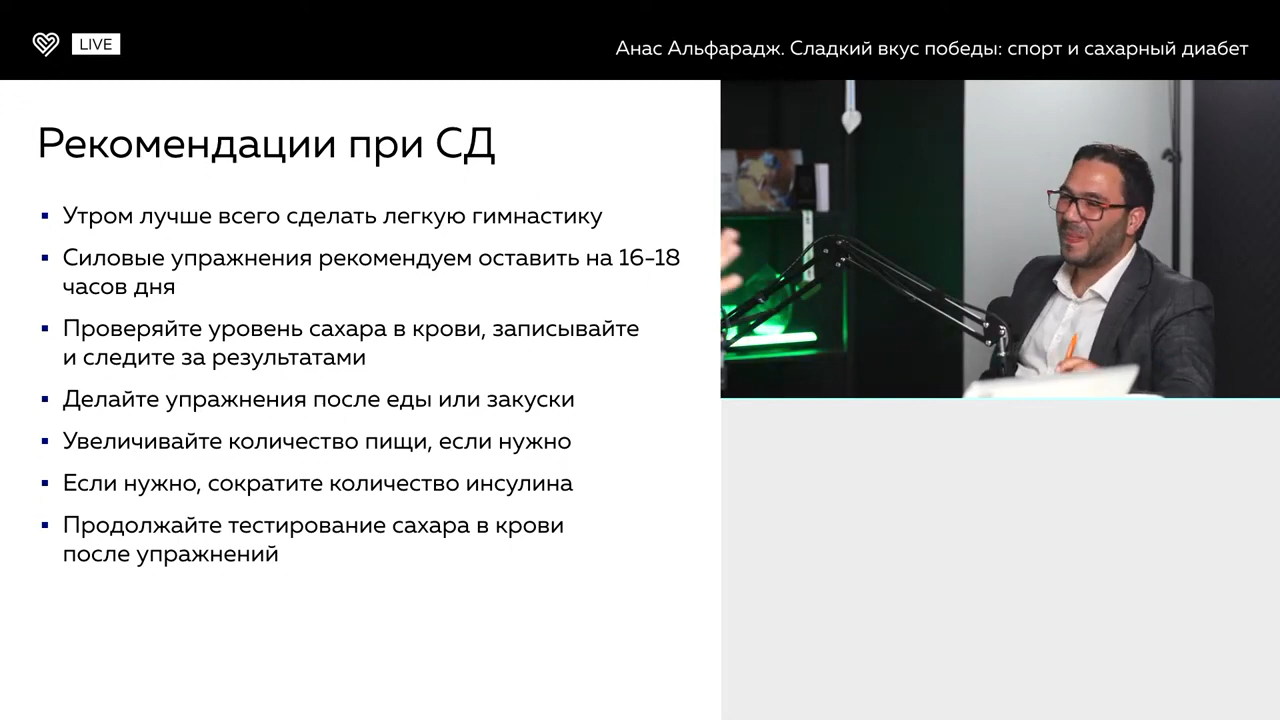 LIVE
Анас Альфарадж. Сладкий вкус победы: спорт и сахарный диабет
Рекомендации при СД
▪ Утром лучше всего сделать легкую гимнастику
▪ Силовые упражнения рекомендуем оставить на 16-18
часов дня
▪ Проверяйте уровень сахара в крови, записывайте
и следите за результатами
▪ Делайте упражнения после еды или закуски
▪ Увеличивайте количество пищи, если нужно
▪ Если нужно, сократите количество инсулина
▪ Продолжайте тестирование сахара в крови
после упражнений